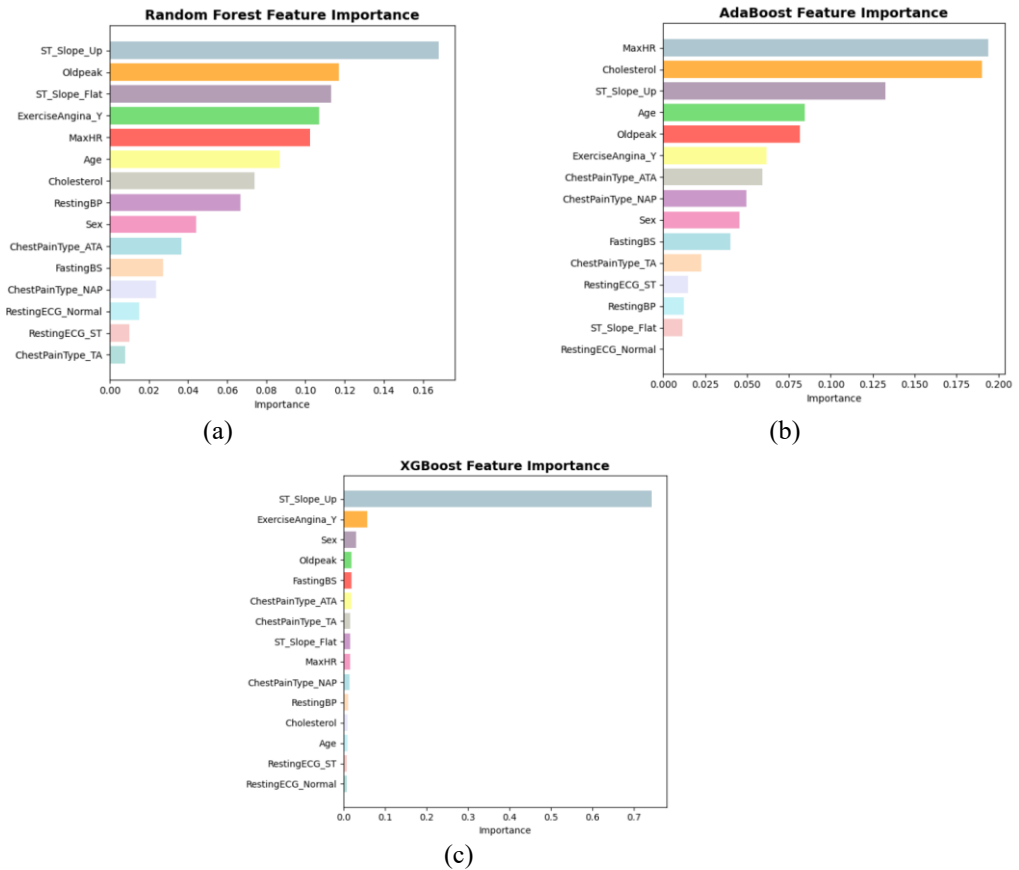 Random Forest Feature Importance
ST_Slope_Up
Oldpeak
ST_Slope_Flat
ExerciseAngina_Y
MaxHR
Age
Cholesterol
RestingBP
Sex
ChestPainType_ATA
FastingBS
ChestPainType_NAP
RestingECG_Normal
RestingECG_ST
ChestPainType_TA
0.00 0.02 0.04 0.06 0.08 0.10 0.12 0.14 0.16
Importance
(a)
AdaBoost Feature Importance
MaxHR
Cholesterol
ST_Slope_Up
Age
Oldpeak
ExerciseAngina_Y
ChestPainType_ATA
ChestPainType_NAP
Sex
FastingBS
ChestPainType_TA
RestingECG_ST
RestingBP
ST_Slope_Flat
RestingECG_Normal
0.000 0.025 0.050 0.075 0.100 0.125 0.150 0.175 0.200
Importance
(b)
XGBoost Feature Importance
ST_Slope_Up
ExerciseAngina_Y
Sex
Oldpeak
FastingBS
ChestPainType_ATA
ChestPainType_TA
ST_Slope_Flat
MaxHR
ChestPainType_NAP
RestingBP
Cholesterol
Age
RestingECG_ST
RestingECG_Normal
0.0 0.1 0.2 0.3 0.4 0.5 0.6 0.7
Importance
(c)